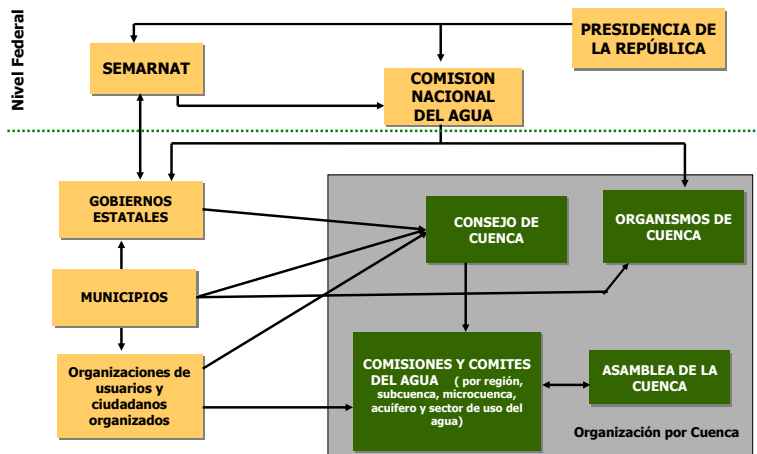 Nivel Federal
PRESIDENCIA DE
LA REPÚBLICA
SEMARNAT
COMISION
NACIONAL
DEL AGUA
GOBIERNOS
ESTATALES
CONSEJO DE
CUENCA
ORGANISMOS DE
CUENCA
MUNICIPIOS
Organizaciones de
usuarios y
ciudadanos
organizados
COMISIONES Y COMITES
DEL AGUA ( por región,
subcuenca, microcuenca,
acuífero y sector de uso del
agua)
ASAMBLEA DE LA
CUENCA
Organización por Cuenca